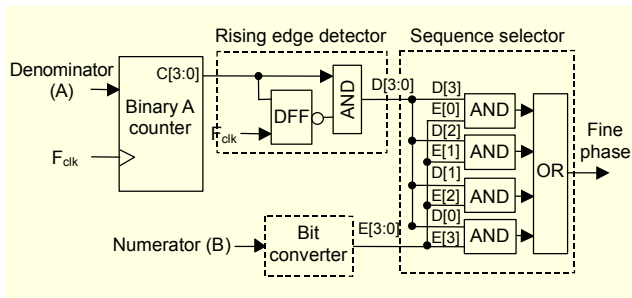 Rising edge detector
Sequence selector
Denominator
(A)
C[3:0]
Binary A
counter
F_clk
DFF
F_clk
AND
D[3:0]
D[3]
E[0]
AND
D[2]
E[1]
AND
D[1]
E[2]
AND
D[0]
E[3]
AND
OR
Fine
phase
Numerator (B)
Bit
converter
E[3:0]